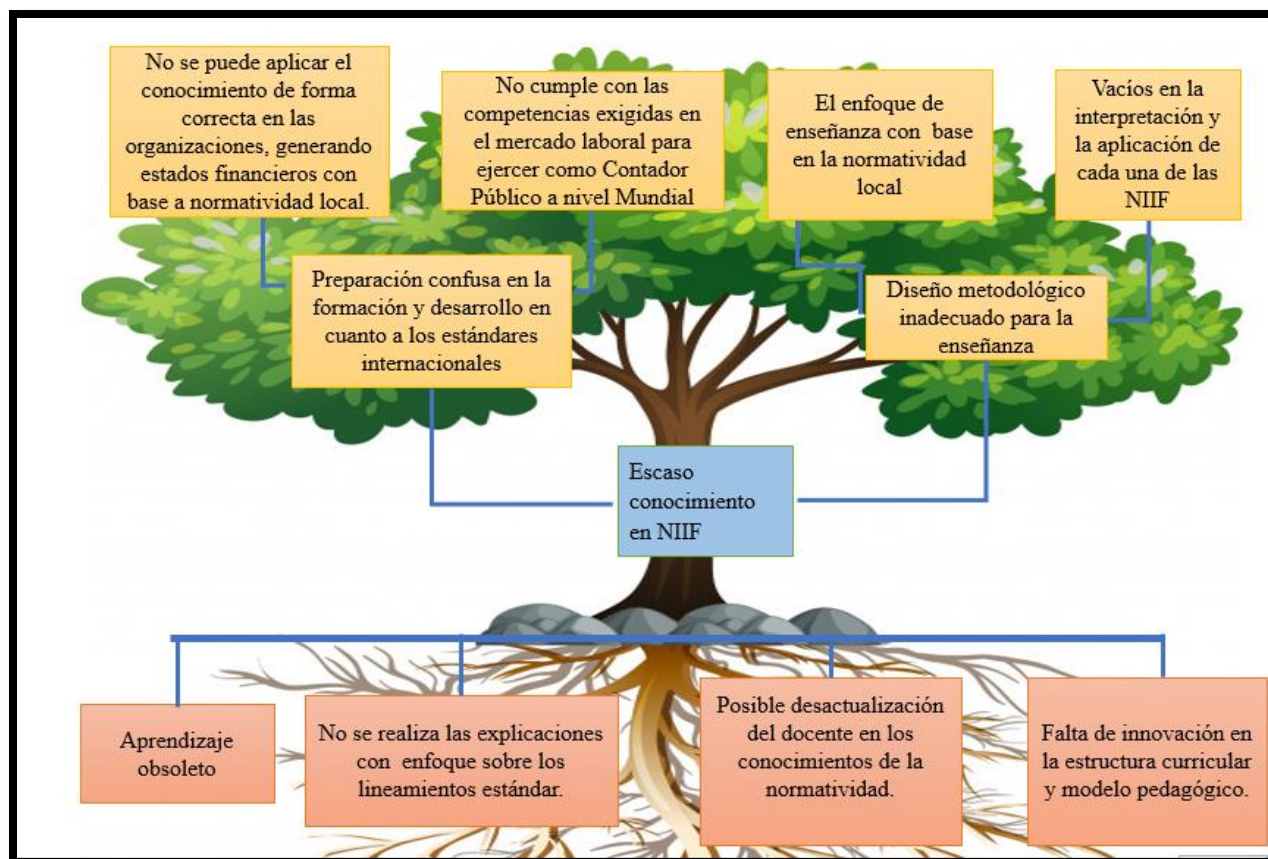 No se puede aplicar el
conocimiento de forma
correcta en las
organizaciones, generando
estados financieros con
base a normatividad local.
No cumple con las
competencias exigidas en
el mercado laboral para
ejercer como Contador
Público a nivel Mundial
El enfoque de
enseñanza con base
en la normatividad
local
Vacíos en la
interpretación y
la aplicación de
cada una de las
NIIF
Preparación confusa en la
formación y desarrollo en
cuanto a los estándares
internacionales
Diseño metodológico
inadecuado para la
enseñanza
Escaso
conocimiento
en NIIF
Aprendizaje
obsoleto
No se realiza las explicaciones
con enfoque sobre los
lineamientos estándar.
Posible desactualización
del docente en los
conocimientos de la
normatividad.
Falta de innovación en
la estructura curricular
y modelo pedagógico.